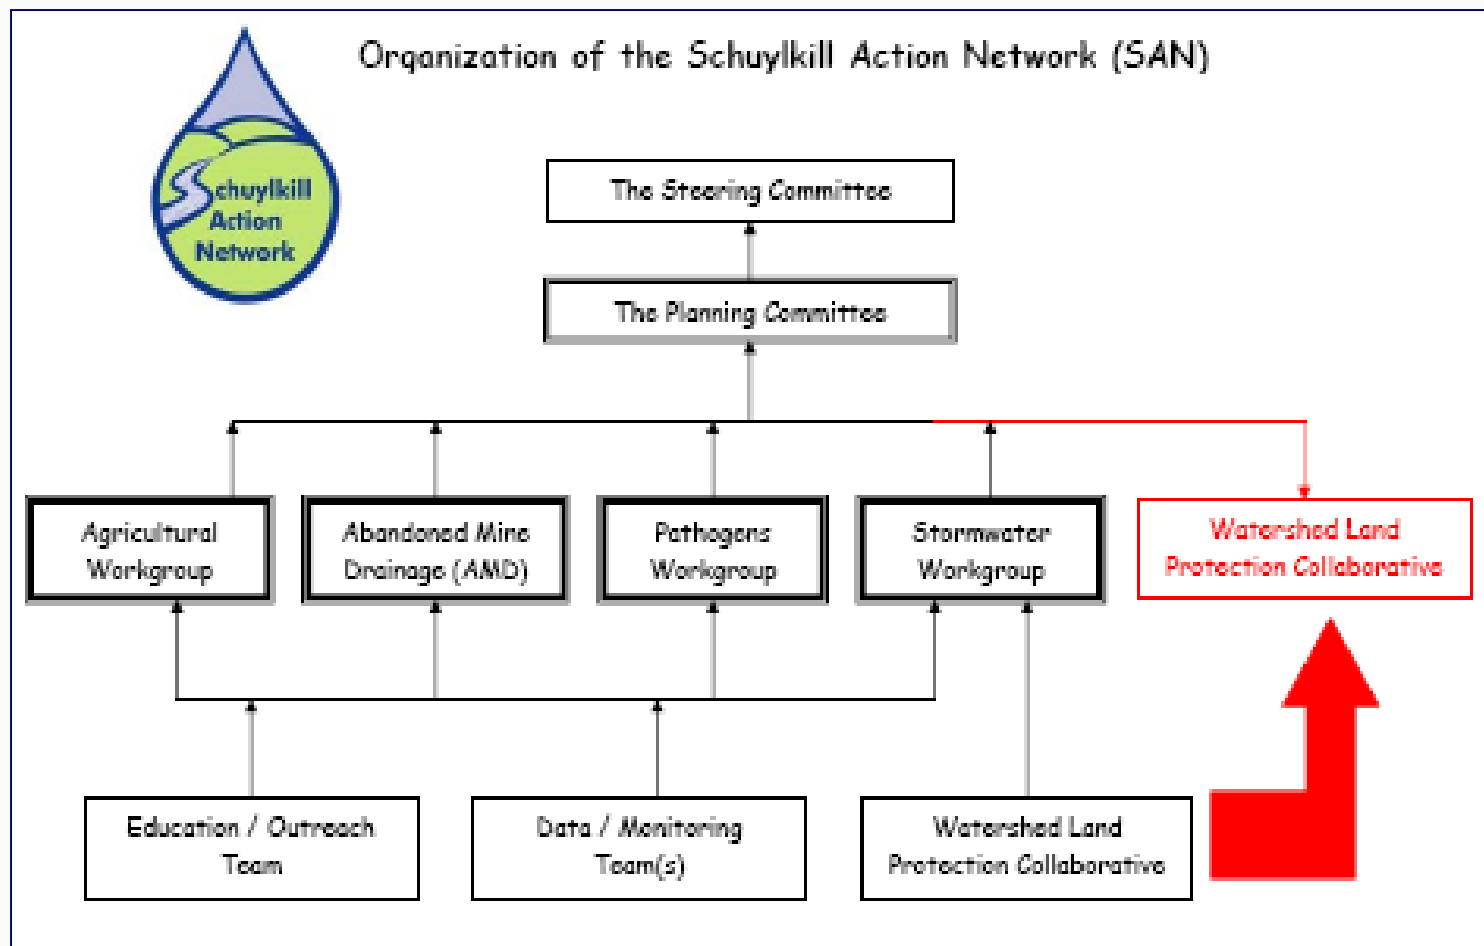 Organization of the Schuylkill Action Network (SAN)
Schuylkill
Action
Network
The Steering Committee
The Planning Committee
Agricultural
Workgroup
Abandoned Mine
Drainage (AMD)
Pathogens
Workgroup
Stormwater
Workgroup
Watershed Land
Protection Collaborative
Education / Outreach
Team
Data / Monitoring
Team(s)
Watershed Land
Protection Collaborative